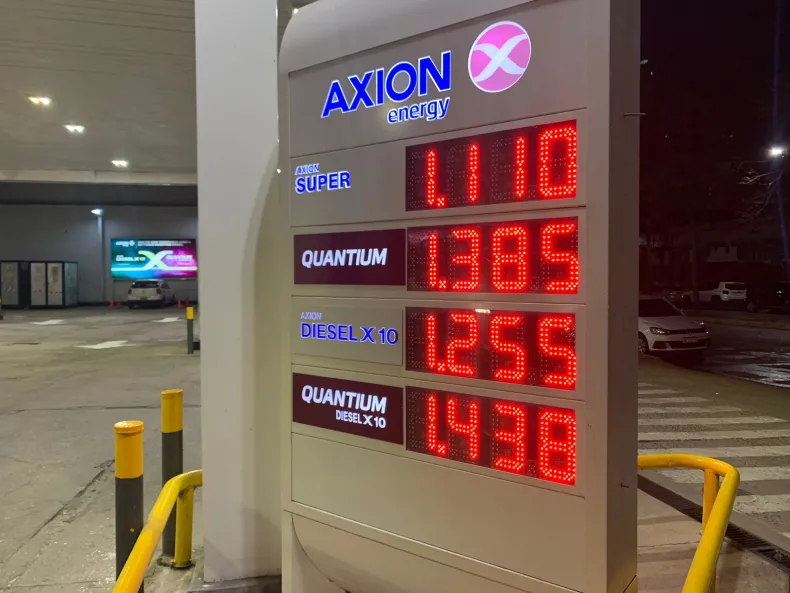 AXION
energy
AXION
SUPER
1.110
QUANTIUM
1.385
AXION
DIESEL X10
1.255
QUANTIUM
DIESEL X10
1.438